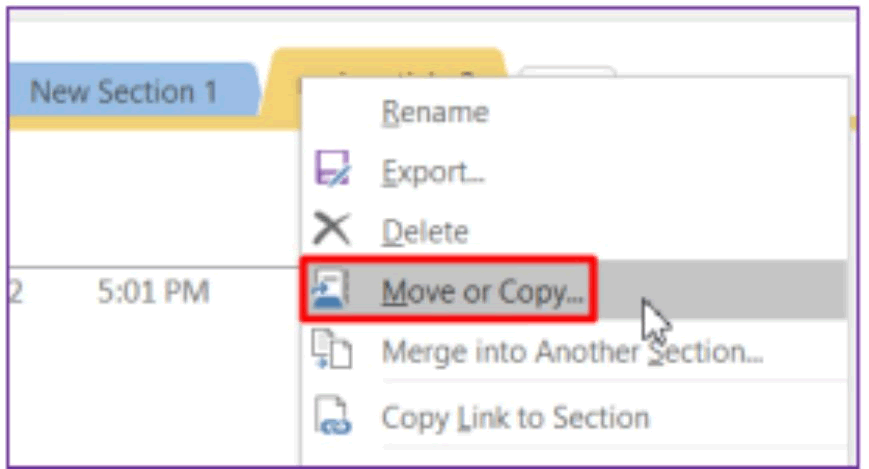 New Section 1
Rename
Export...
Delete
2 5:01 PM
Move or Copy...
Merge into Another Section...
Copy Link to Section